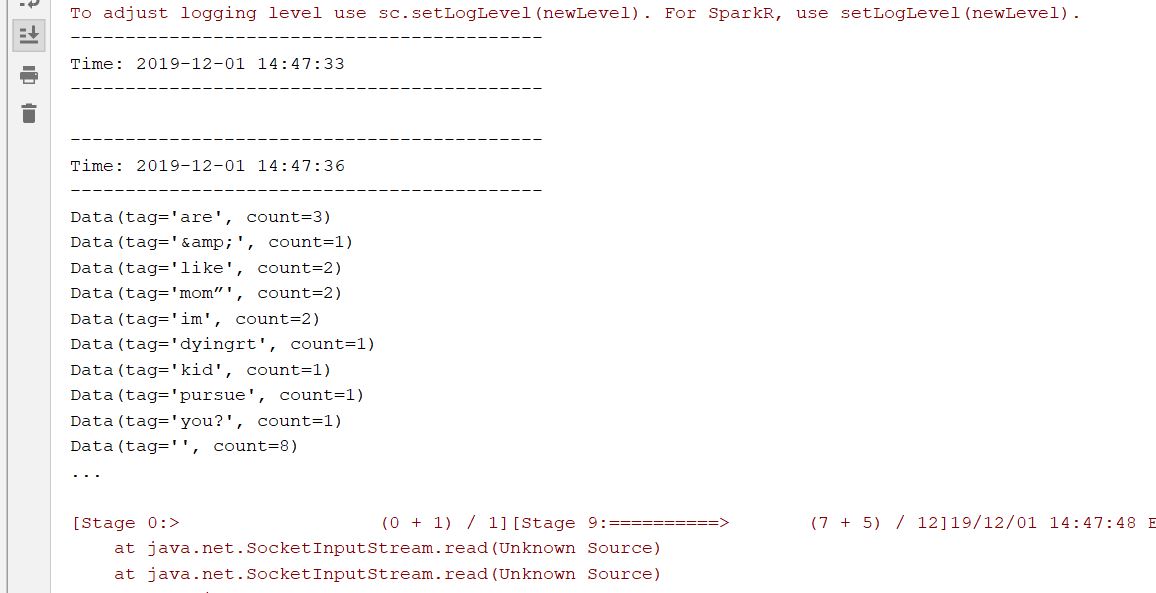 To adjust logging level use sc.setLogLevel(newLevel). For SparkR, use setLogLevel(newLevel).
-------------------------------------------
Time: 2019-12-01 14:47:33
-------------------------------------------
-------------------------------------------
Time: 2019-12-01 14:47:36
-------------------------------------------
Data(tag='are', count=3)
Data(tag='&amp;', count=1)
Data(tag='like', count=2)
Data(tag='mom”', count=2)
Data(tag='im', count=2)
Data(tag='dyingrt', count=1)
Data(tag='kid', count=1)
Data(tag='pursue', count=1)
Data(tag='you?', count=1)
Data(tag='', count=8)
...
[Stage 0:>                  (0 + 1) / 1][Stage 9:==========>       (7 + 5) / 12]19/12/01 14:47:48 E
at java.net.SocketInputStream.read(Unknown Source)
at java.net.SocketInputStream.read(Unknown Source)